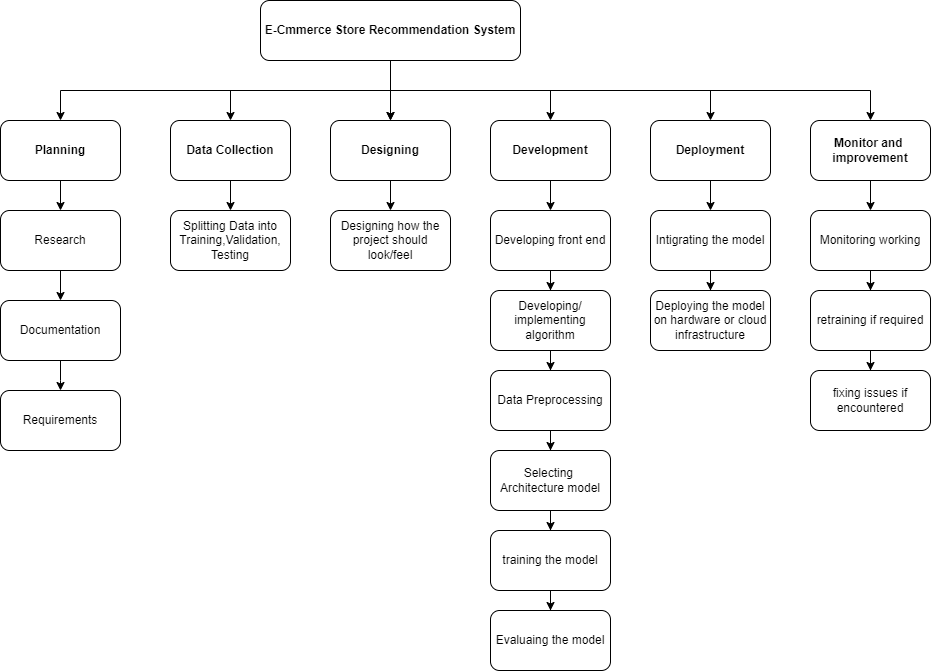 E-Cmmerce Store Recommendation System
Planning
Data Collection
Designing
Development
Deployment
Monitor and
improvement
Research
Splitting Data into
Training,Validation,
Testing
Designing how the
project should
look/feel
Developing front end
Intigrating the model
Monitoring working
Documentation
Developing/
implementing
algorithm
Deploying the model
on hardware or cloud
infrastructure
retraining if required
Requirements
Data Preprocessing
fixing issues if
encountered
Selecting
Architecture model
training the model
Evaluaing the model